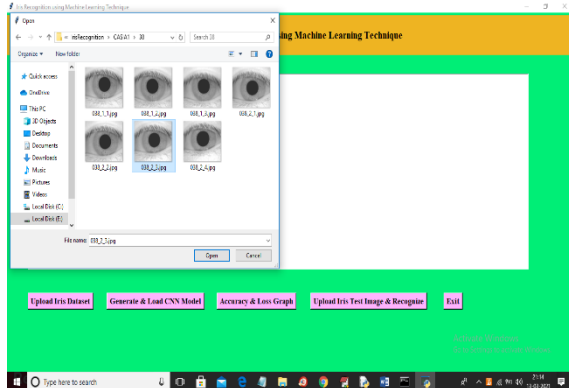 Iris Recognition using Machine Learning Technique
Open
irisRecognition › CASIA1 › 38
Search 38
ing Machine Learning Technique
Organize
New folder
Quick access
OneDrive
This PC
3D Objects
Desktop
Documents
Downloads
Music
Pictures
Videos
Local Disk (C:)
Local Disk (E:)
038_1_1.jpg
038_1_2.jpg
038_1_3.jpg
038_2_1.jpg
038_2_2.jpg
038_2_3.jpg
038_2_4.jpg
File name: 038_2_3.jpg
Open
Cancel
Upload Iris Dataset
Generate & Load CNN Model
Accuracy & Loss Graph
Upload Iris Test Image & Recognize
Exit
Type here to search
21:14